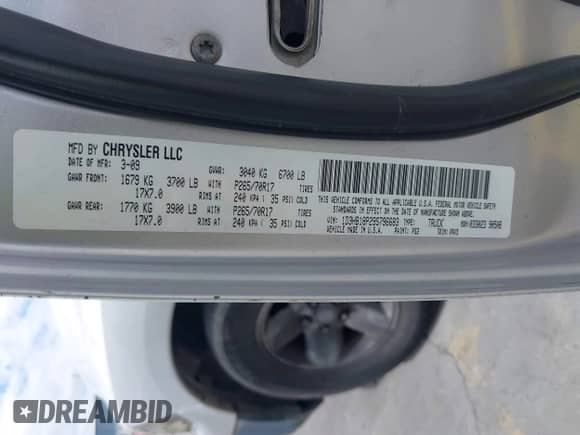 MFD BY CHRYSLER LLC
DATE OF MFR: 3-09 GVWR: 3040 KG 6700 LB
GAWR FRONT: 1679 KG 3700 LB WITH P265/70R17 TIRES
17X7.0 RIMS AT 240 KPA ( 35 PSI) COLD
GAWR REAR: 1770 KG 3900 LB WITH P265/70R17 TIRES
17X7.0 RIMS AT 240 KPA ( 35 PSI) COLD
THIS VEHICLE CONFORMS TO ALL APPLICABLE U.S.A. FEDERAL MOTOR VEHICLE SAFETY
STANDARDS IN EFFECT ON THE DATE OF MANUFACTURE SHOWN ABOVE.
VIN: TYPE: TRUCK
VEHICLE MADE IN U.S.A. PAINT: PS2 TRIM:
DREAMBID